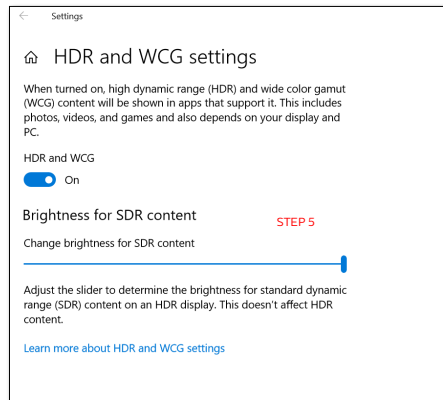 Settings
HDR and WCG settings
When turned on, high dynamic range (HDR) and wide color gamut
(WCG) content will be shown in apps that support it. This includes
photos, videos, and games and also depends on your display and
PC.
HDR and WCG
On
Brightness for SDR content
STEP 5
Change brightness for SDR content
Adjust the slider to determine the brightness for standard dynamic
range (SDR) content on an HDR display. This doesn't affect HDR
content.
Learn more about HDR and WCG settings